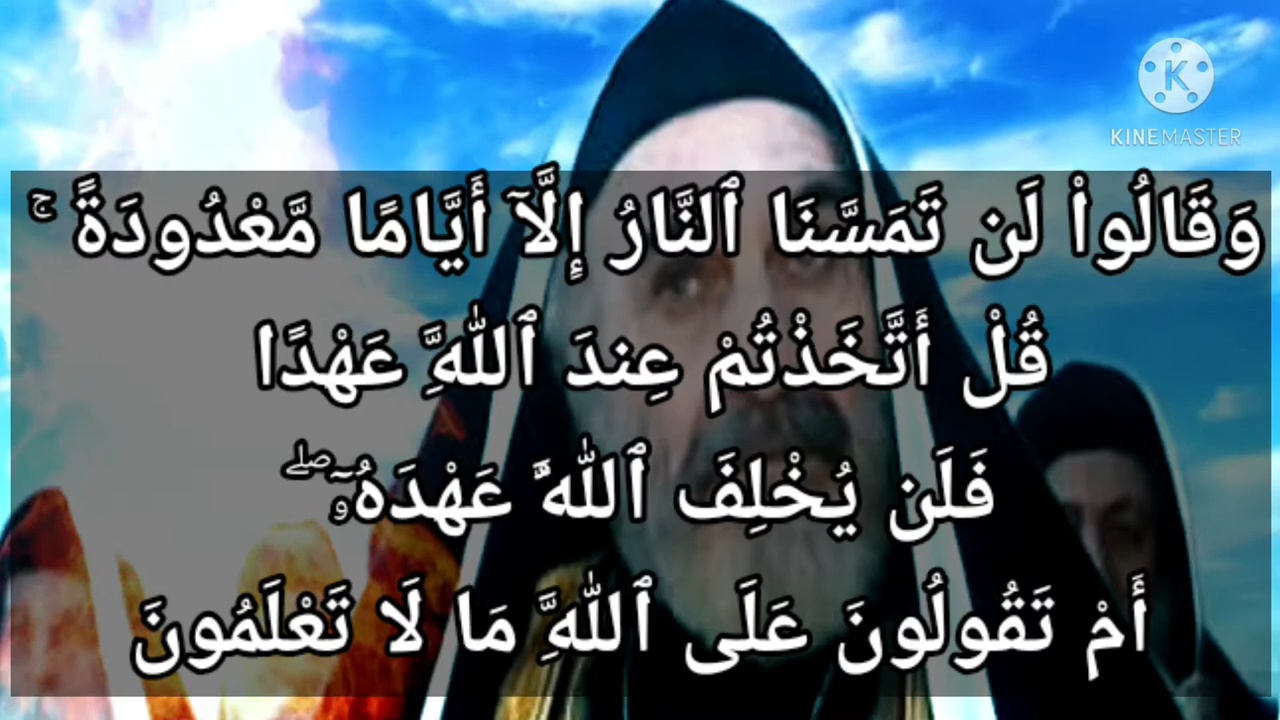 KINEMASTER
وَقَالُوا۟ لَن تَمَسَّنَا ٱلنَّارُ إِلَّآ أَيَّامًا مَّعْدُودَةً ۚ
قُلْ أَتَّخَذْتُمْ عِندَ ٱللَّهِ عَهْدًا
فَلَن يُخْلِفَ ٱللَّهُ عَهْدَهُۥٓ ۖ
أَمْ تَقُولُونَ عَلَى ٱللَّهِ مَا لَا تَعْلَمُونَ